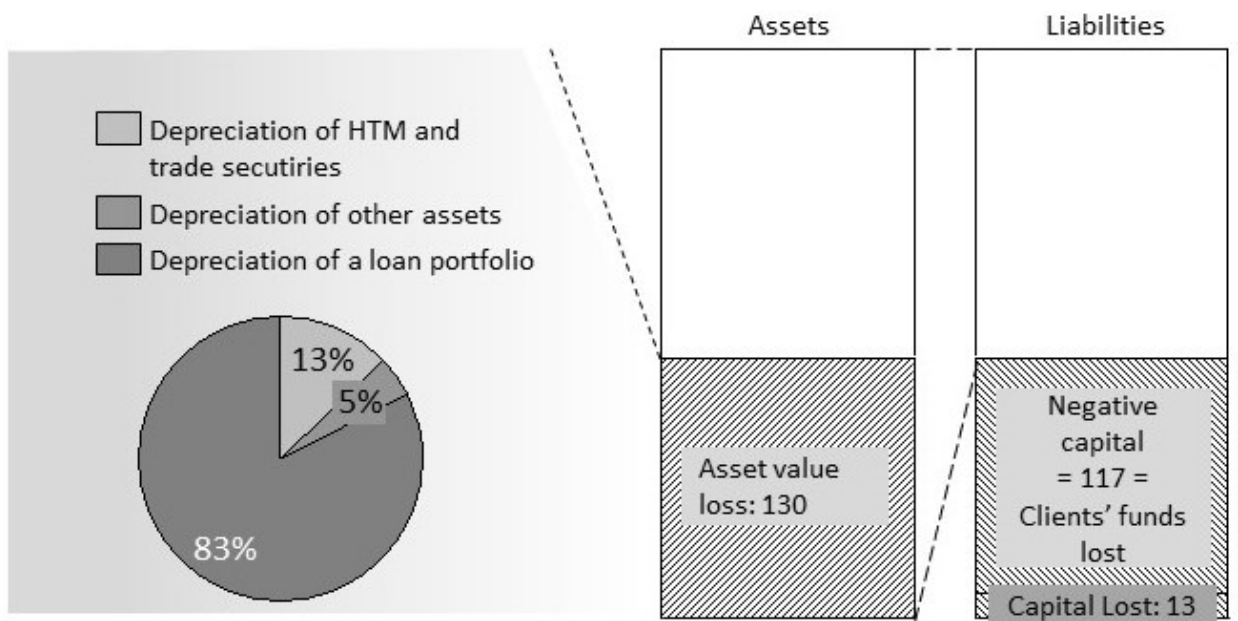 Assets
Liabilities
Depreciation of HTM and
trade secutiries
Depreciation of other assets
Depreciation of a loan portfolio
13%
5%
83%
Asset value
loss: 130
Negative
capital
= 117 =
Clients’ funds
lost
Capital Lost: 13